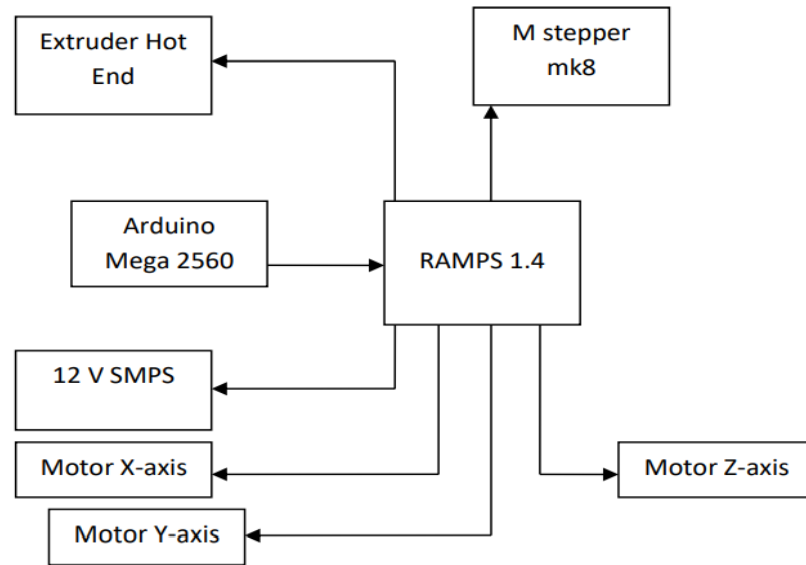 Extruder Hot
End
M stepper
mk8
Arduino
Mega 2560
RAMPS 1.4
12 V SMPS
Motor X-axis
Motor Z-axis
Motor Y-axis